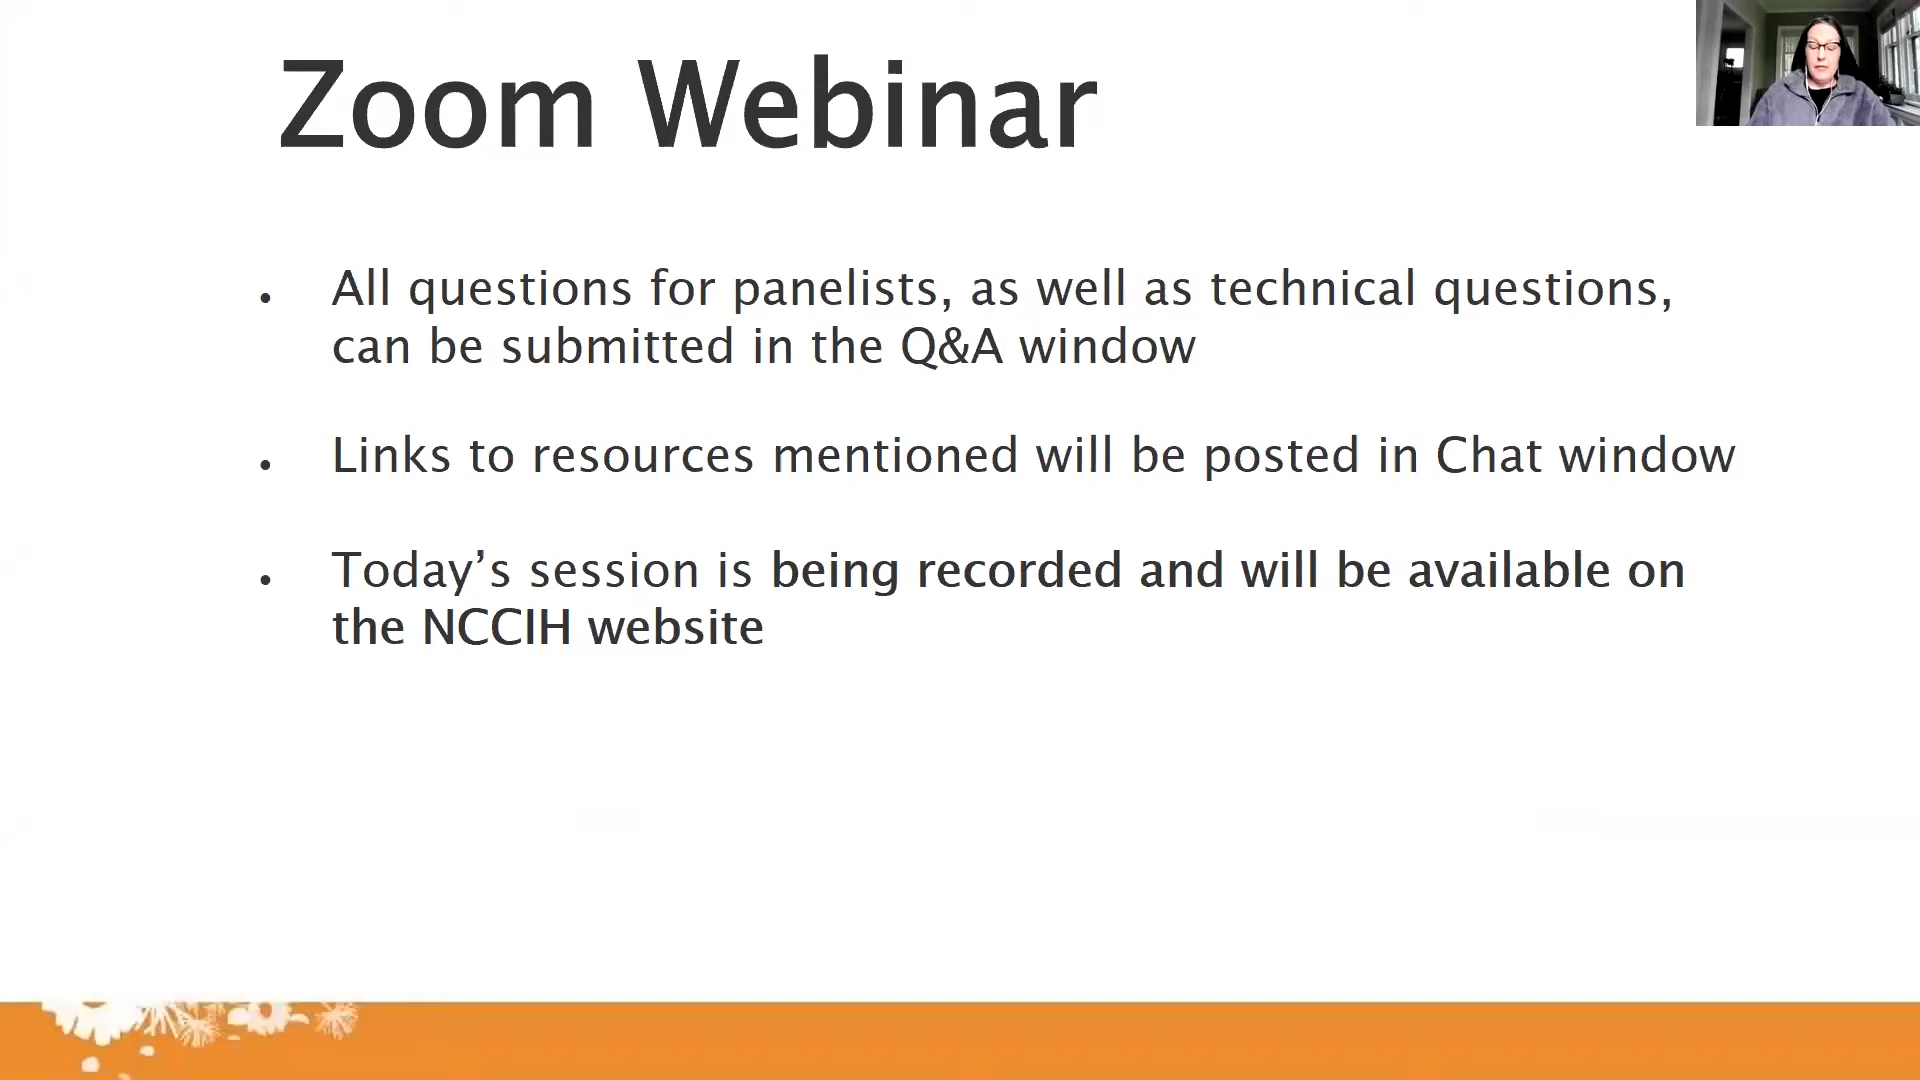 Zoom Webinar
• All questions for panelists, as well as technical questions,
can be submitted in the Q&A window
• Links to resources mentioned will be posted in Chat window
• Today’s session is being recorded and will be available on
the NCCIH website